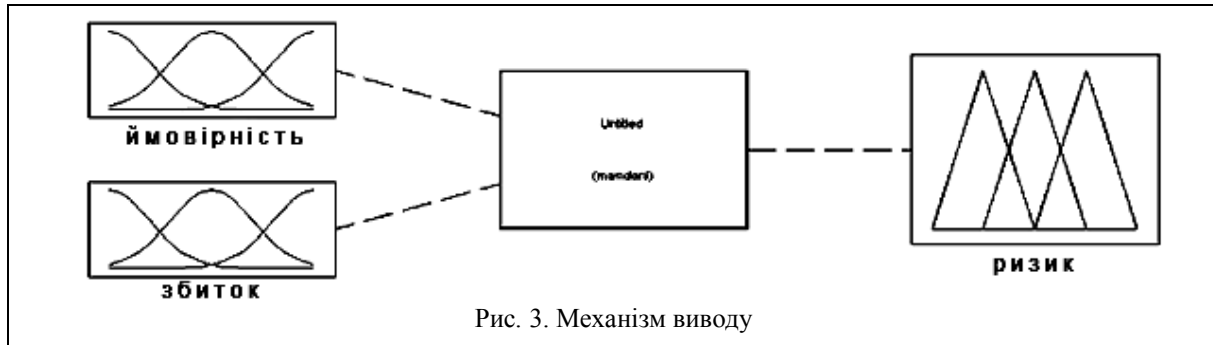 ймовірність
Untitled
(mamdani)
збиток
ризик
Рис. 3. Механізм виводу